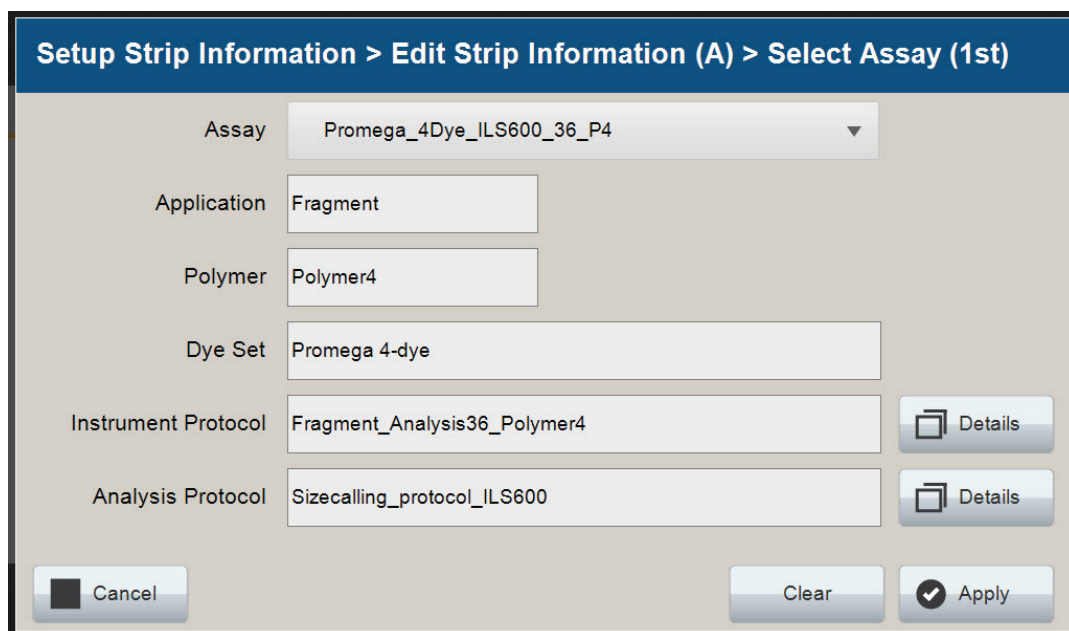 Setup Strip Information > Edit Strip Information (A) > Select Assay (1st)
Assay Promega_4Dye_ILS600_36_P4
Application Fragment
Polymer Polymer4
Dye Set Promega 4-dye
Instrument Protocol Fragment_Analysis36_Polymer4 Details
Analysis Protocol Sizecalling_protocol_ILS600 Details
Cancel Clear Apply